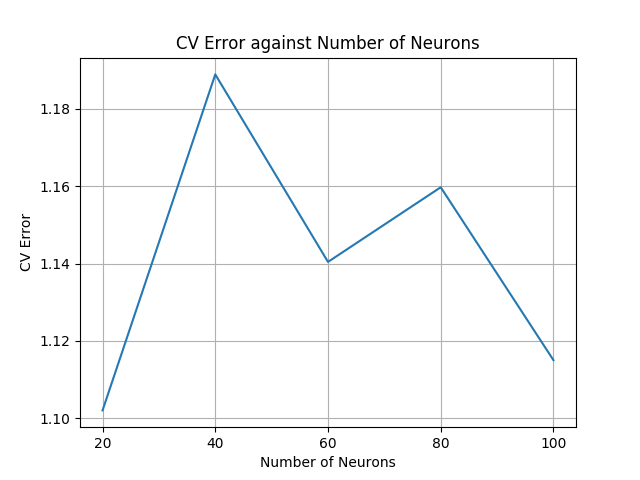 CV Error against Number of Neurons
1.18
1.16
1.14
1.12
1.10
CV Error
20 40 60 80 100
Number of Neurons